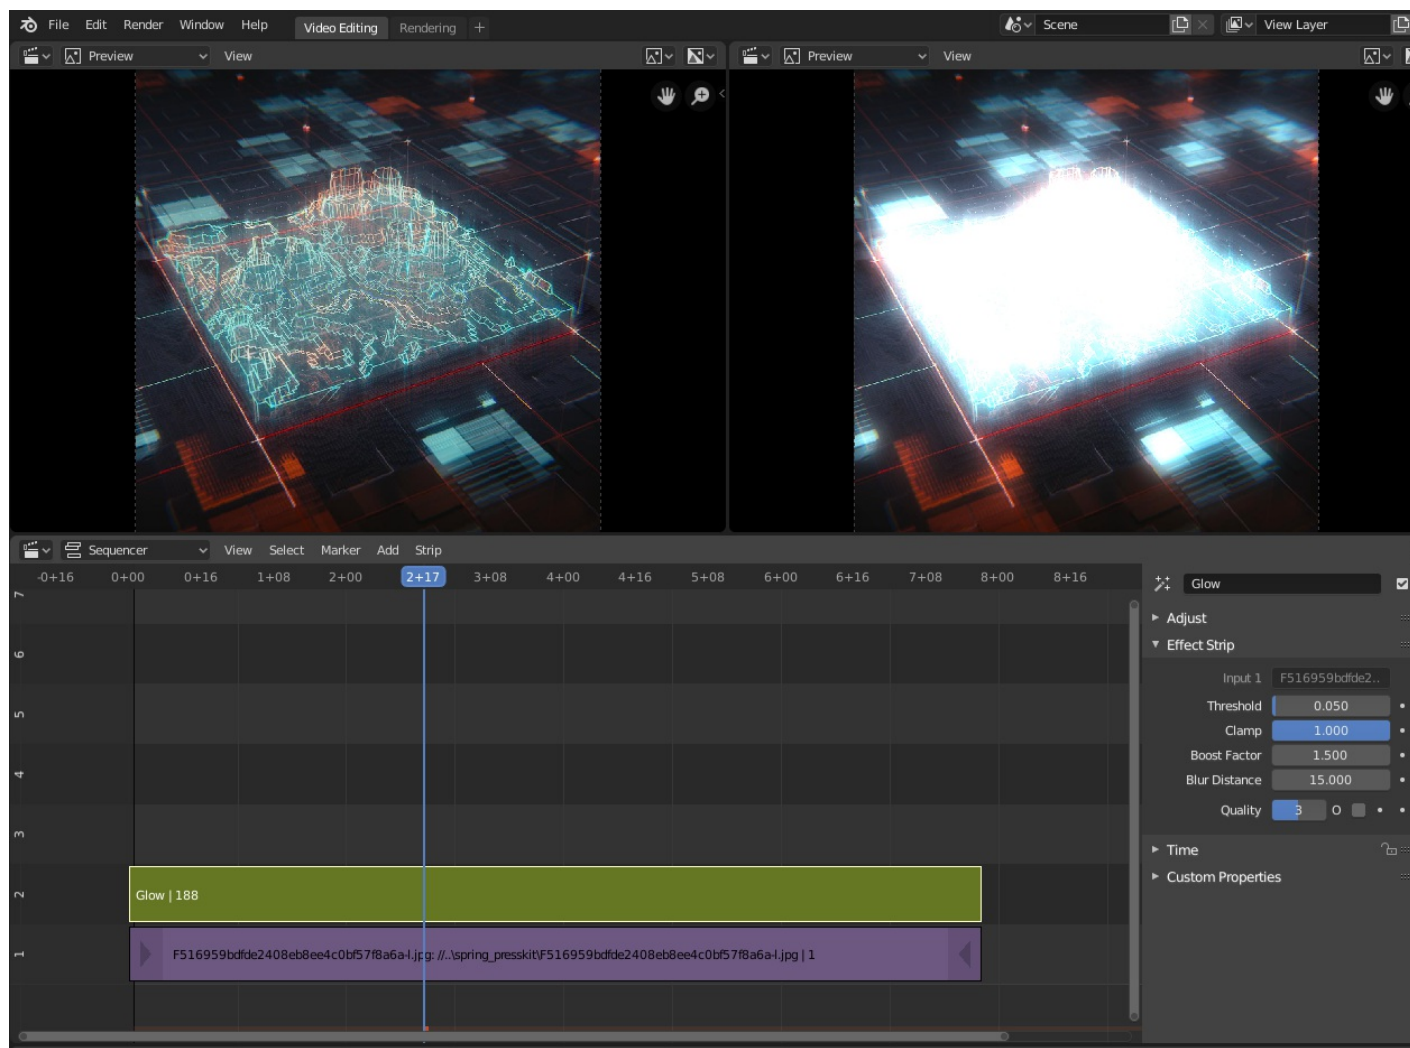 File Edit Render Window Help Video Editing Rendering + Scene View Layer
Preview View Preview View
Sequencer View Select Marker Add Strip
-0+16 0+00 0+16 1+08 2+00 2+17 3+08 4+00 4+16 5+08 6+00 6+16 7+08 8+00 8+16
Glow
7
Adjust
Effect Strip
6
Input 1 F516959bdfde2..
Threshold 0.050
5
Clamp 1.000
Boost Factor 1.500
4
Blur Distance 15.000
Quality 3 O
3
Time
Custom Properties
2
Glow | 188
1
F516959bdfde2408eb8ee4c0bf57f8a6a-l.jpg: //..\spring_presskit\F516959bdfde2408eb8ee4c0bf57f8a6a-l.jpg | 1